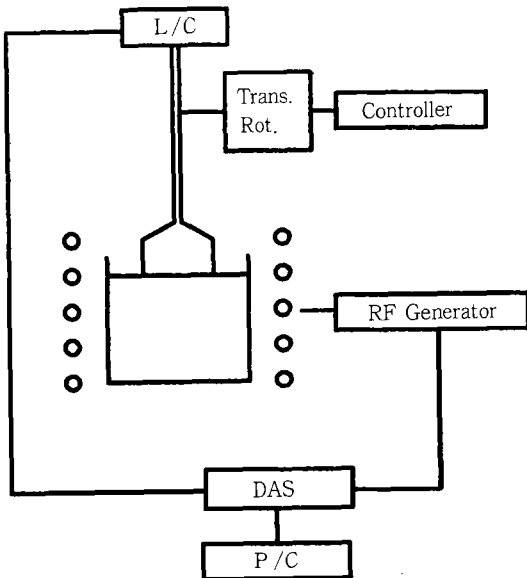 L/C
Trans.
Rot.
Controller
RF Generator
DAS
P/C